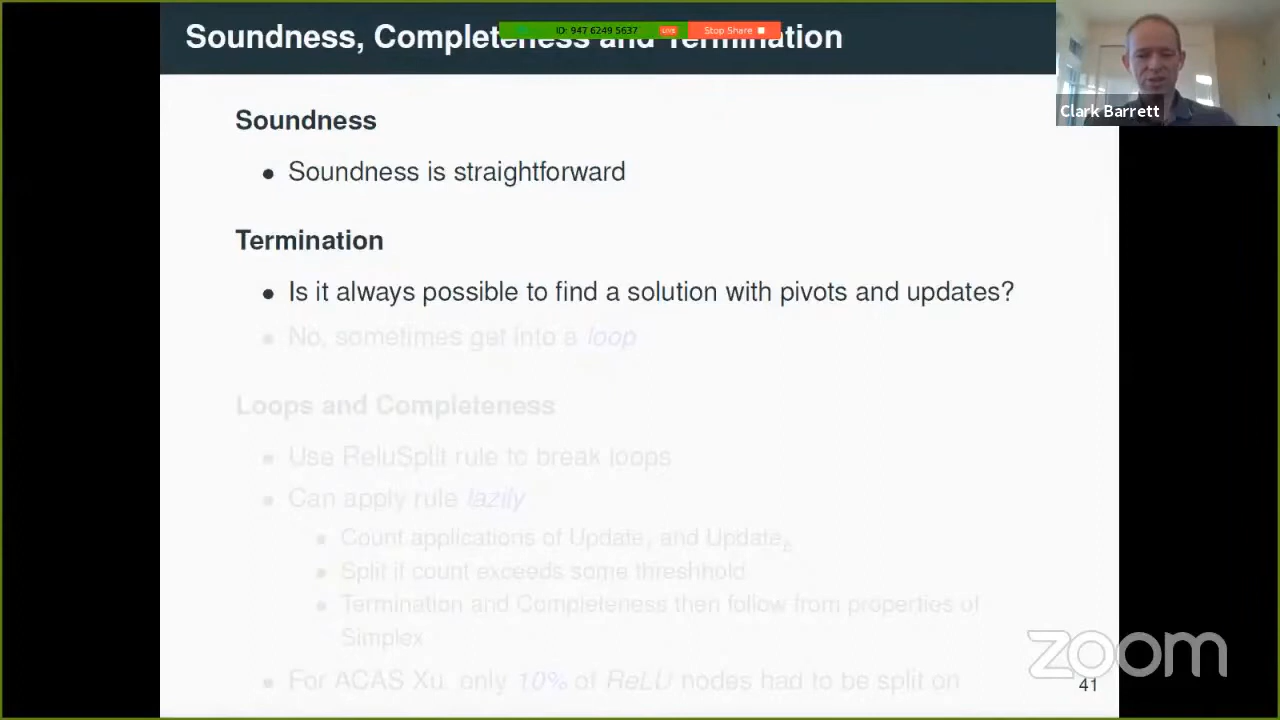 Soundness, Completeness and Termination
ID: 947 6249 5637 LIVE Stop Share
Clark Barrett
Soundness
• Soundness is straightforward
Termination
• Is it always possible to find a solution with pivots and updates?
• No, sometimes get into a loop
Loops and Completeness
• Use ReluSplit rule to break loops
• Can apply rule lazily
• Count applications of Update and Update
• Split if count exceeds some threshhold
• Termination and Completeness then follow from properties of
Simplex
• For ACAS Xu, only 10% of ReLU nodes had to be split on
zoom
41